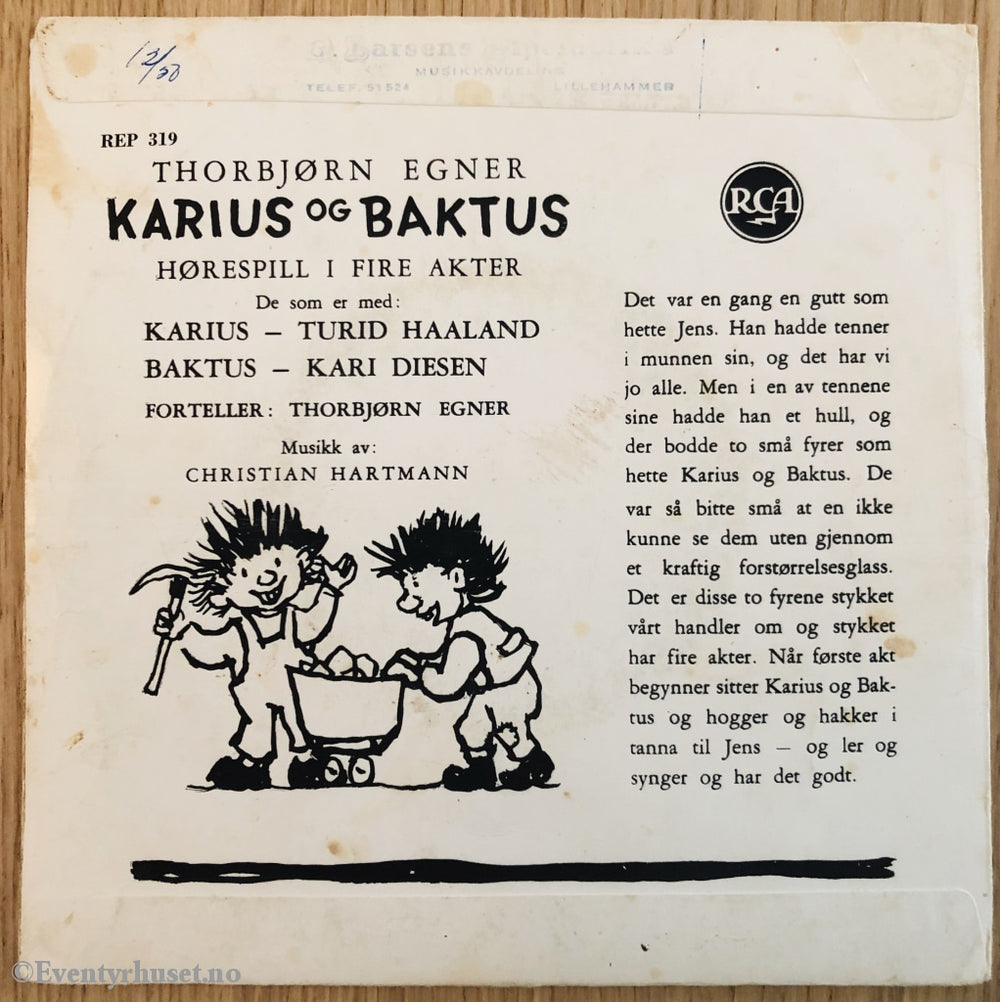 12/50
MUSIKKAVDELING
TELEF. 51524 LILLEHAMMER
REP 319
THORBJØRN EGNER
KARIUS OG BAKTUS
HØRESPILL I FIRE AKTER
De som er med:
KARIUS – TURID HAALAND
BAKTUS – KARI DIESEN
FORTELLER: THORBJØRN EGNER
Musikk av:
CHRISTIAN HARTMANN
RCA
Det var en gang en gutt som
hette Jens. Han hadde tenner
i munnen sin, og det har vi
jo alle. Men i en av tennene
sine hadde han et hull, og
der bodde to små fyrer som
hette Karius og Baktus. De
var så bitte små at en ikke
kunne se dem uten gjennom
et kraftig forstørrelsesglass.
Det er disse to fyrene stykket
vårt handler om og stykket
har fire akter. Når første akt
begynner sitter Karius og Bak-
tus og hogger og hakker i
tanna til Jens — og ler og
synger og har det godt.
©Eventyrhuset.no